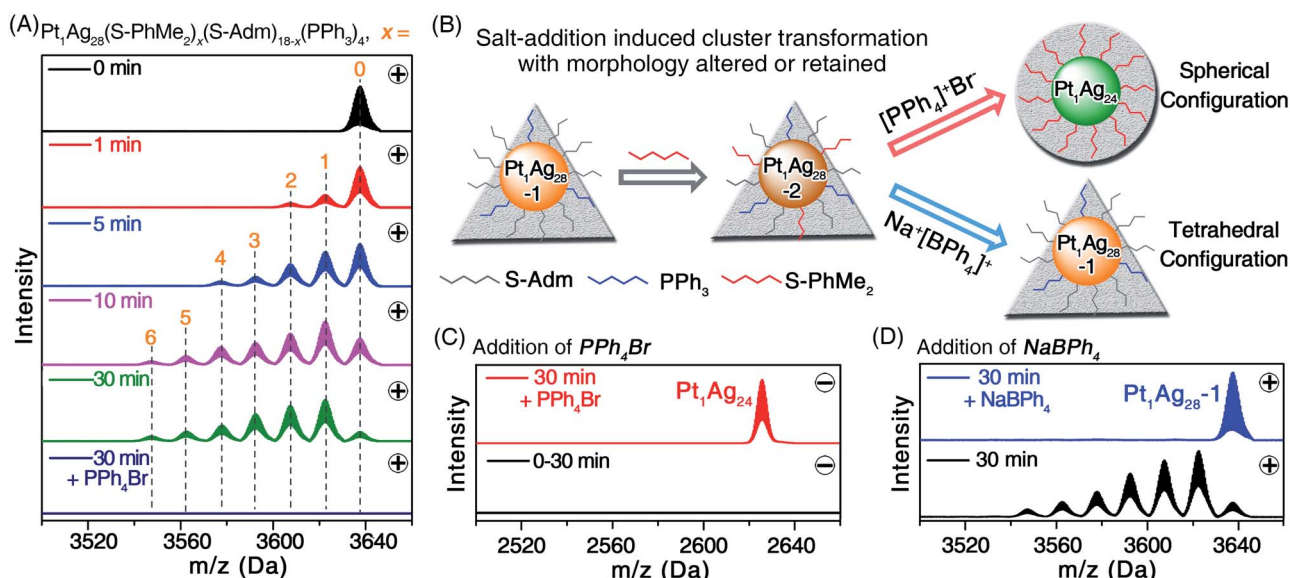 (A) Pt₁Ag₂₈(S-PhMe₂)ₓ(S-Adm)₁₈₋ₓ(PPh₃)₄, x =
0
0 min
+
1 min
2
1
+
5 min
4
3
+
10 min
6
5
+
30 min
+
30 min
+ PPh₄Br
+
Intensity
3520
3560
3600
3640
m/z (Da)
(B)
Salt-addition induced cluster transformation
with morphology altered or retained
Pt₁Ag₂₈
-1
Pt₁Ag₂₈
-2
[PPh₄]⁺Br⁻
Na⁺[BPh₄]⁺
Pt₁Ag₂₄
Spherical
Configuration
Pt₁Ag₂₈
-1
Tetrahedral
Configuration
S-Adm
PPh₃
S-PhMe₂
(C) Addition of PPh₄Br
30 min
+ PPh₄Br
Pt₁Ag₂₄
−
0-30 min
−
Intensity
2520
2560
2600
2640
m/z (Da)
(D) Addition of NaBPh₄
30 min
+ NaBPh₄
Pt₁Ag₂₈-1
+
30 min
+
Intensity
3520
3560
3600
3640
m/z (Da)